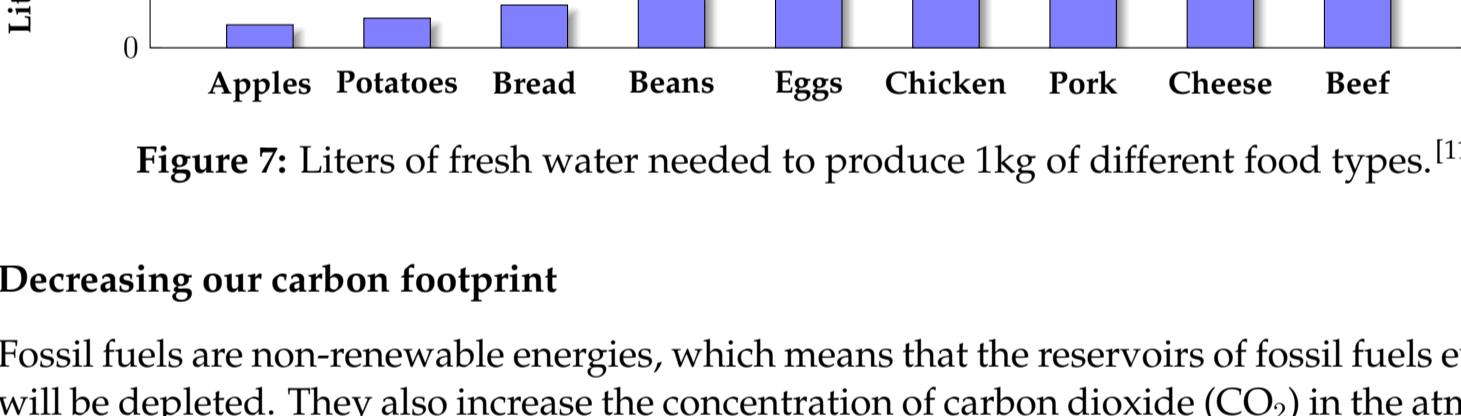 0
Apples Potatoes Bread Beans Eggs Chicken Pork Cheese Beef
Figure 7: Liters of fresh water needed to produce 1kg of different food types.
Decreasing our carbon footprint
Fossil fuels are non-renewable energies, which means that the reservoirs of fossil fuels
will be depleted. They also increase the concentration of carbon dioxide (CO₂) in the